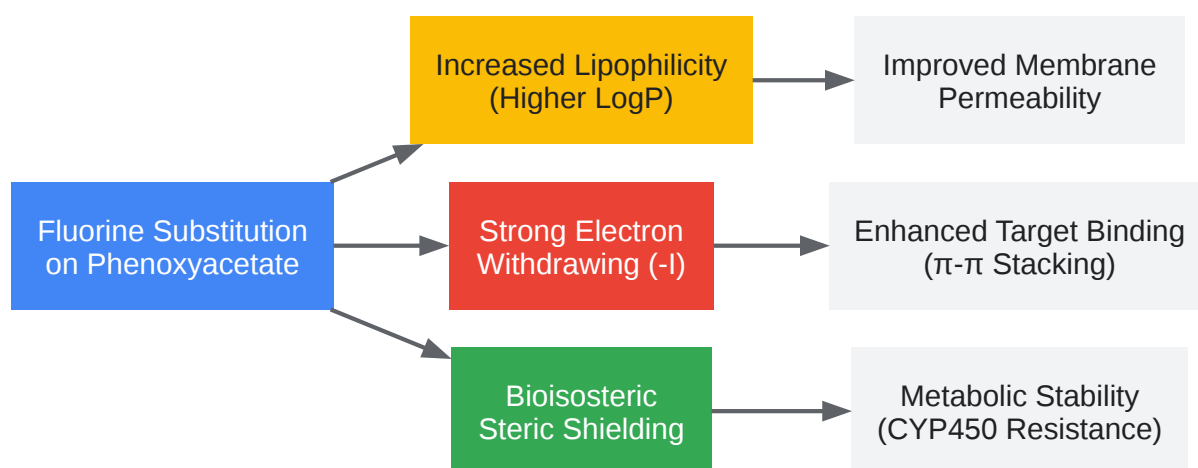 Increased Lipophilicity
(Higher LogP)
Improved Membrane
Permeability
Fluorine Substitution
on Phenoxyacetate
Strong Electron
Withdrawing (-I)
Enhanced Target Binding
(π-π Stacking)
Bioisosteric
Steric Shielding
Metabolic Stability
(CYP450 Resistance)